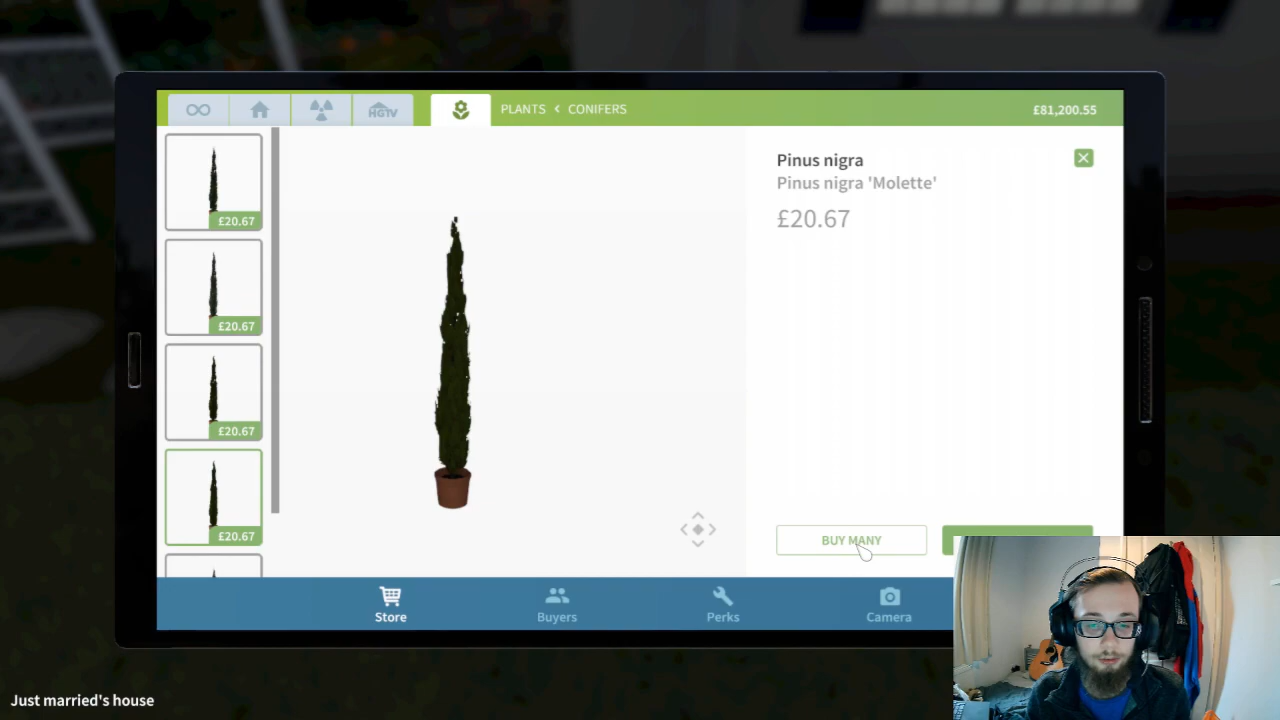 HGTV
PLANTS < CONIFERS
£81,200.55
£20.67
£20.67
£20.67
£20.67
Pinus nigra
Pinus nigra 'Molette'
£20.67
BUY MANY
Store
Buyers
Perks
Camera
Just married's house